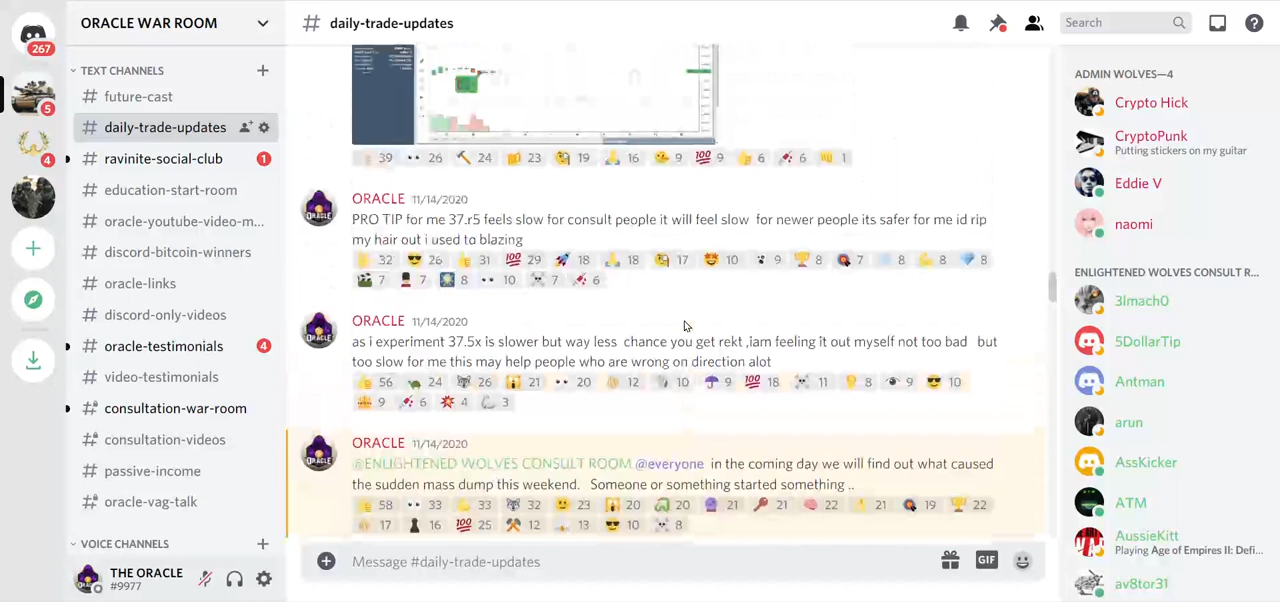 267
5
4
ORACLE WAR ROOM
TEXT CHANNELS
future-cast
daily-trade-updates
ravinite-social-club 1
education-start-room
oracle-youtube-video-m...
discord-bitcoin-winners
oracle-links
discord-only-videos
oracle-testimonials 4
video-testimonials
consultation-war-room
consultation-videos
passive-income
oracle-vag-talk
VOICE CHANNELS
THE ORACLE
#9977
# daily-trade-updates
Search
39 26 24 23 19 16 9 100 9 6 6 1
ORACLE 11/14/2020
PRO TIP for me 37.r5 feels slow for consult people it will feel slow for newer people its safer for me id rip
my hair out i used to blazing
32 26 31 100 29 18 18 17 10 9 8 7 8 8 8
7 7 8 10 7 6
ORACLE 11/14/2020
as i experiment 37.5x is slower but way less chance you get rekt ,iam feeling it out myself not too bad but
too slow for me this may help people who are wrong on direction alot
56 24 26 21 20 12 10 9 100 18 11 8 9 10
9 6 4 3
ORACLE 11/14/2020
@ENLIGHTENED WOLVES CONSULT ROOM @everyone in the coming day we will find out what caused
the sudden mass dump this weekend. Someone or something started something ..
58 33 33 32 23 20 20 21 21 22 21 19 22
17 16 100 25 12 13 10 8
Message #daily-trade-updates
GIF
ADMIN WOLVES—4
Crypto Hick
CryptoPunk
Putting stickers on my guitar
Eddie V
naomi
ENLIGHTENED WOLVES CONSULT R...
3lmach0
5DollarTip
Antman
arun
AssKicker
ATM
AussieKitt
Playing Age of Empires II: Defi...
av8tor31